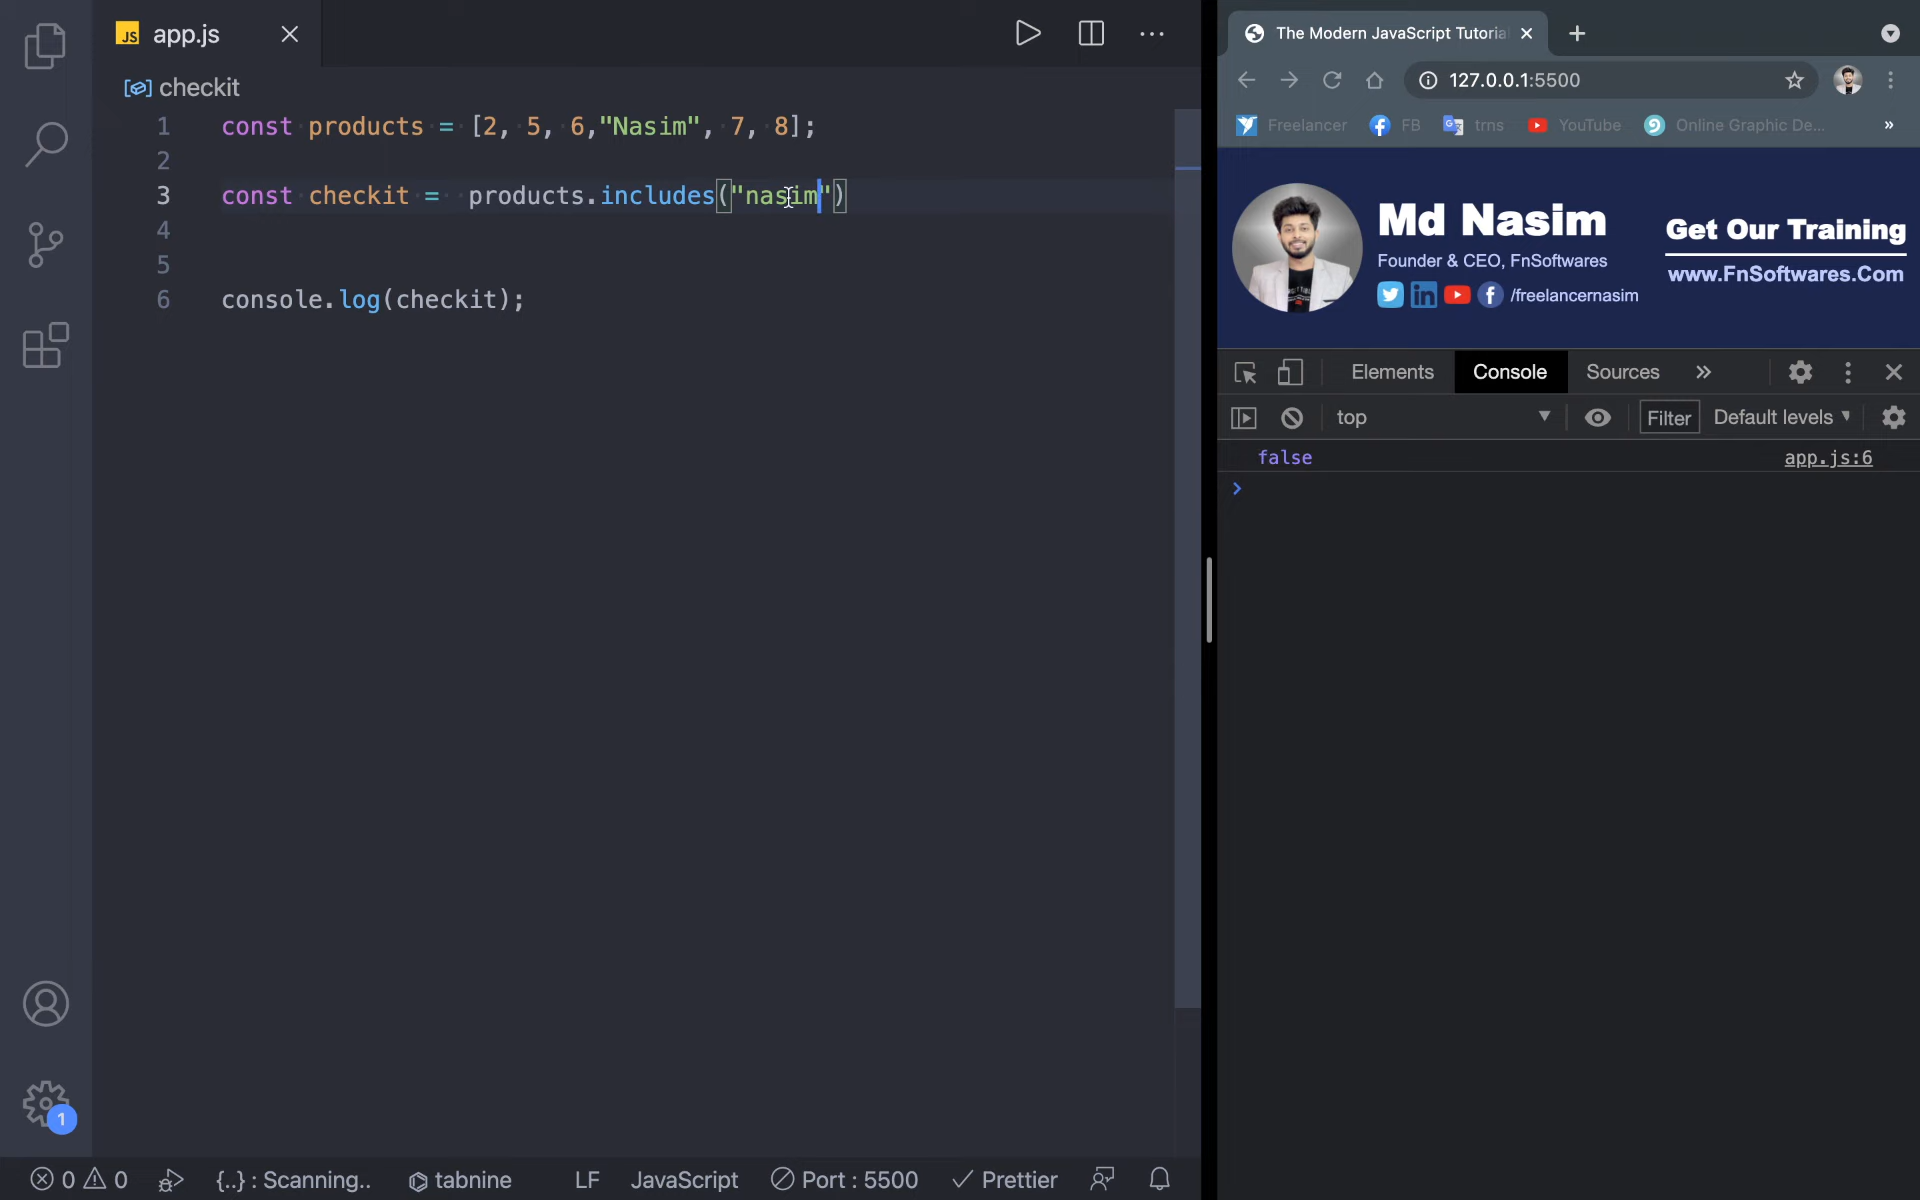 JS app.js
checkit
1 const products = [2, 5, 6,"Nasim", 7, 8];
2
3 const checkit =  products.includes("nasim")
4
5
6 console.log(checkit);
1
0 0 {..} : Scanning.. tabnine LF JavaScript Port : 5500 Prettier
The Modern JavaScript Tutoria
127.0.0.1:5500
Freelancer FB trns YouTube Online Graphic De... »
Md Nasim
Founder & CEO, FnSoftwares
/freelancernasim
Get Our Training
www.FnSoftwares.Com
Elements Console Sources »
top Filter Default levels
false app.js:6